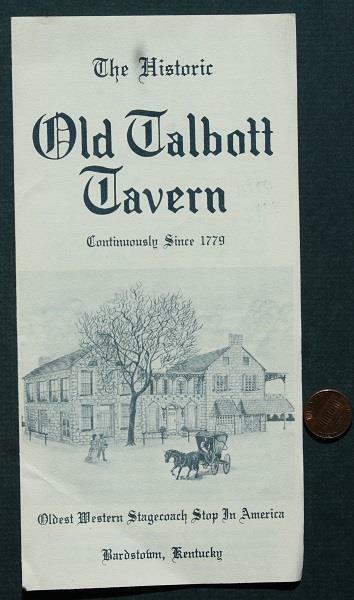 The Historic
Old Talbott
Tavern
Continuously Since 1779
Oldest Western Stagecoach Stop In America
Bardstown, Kentucky